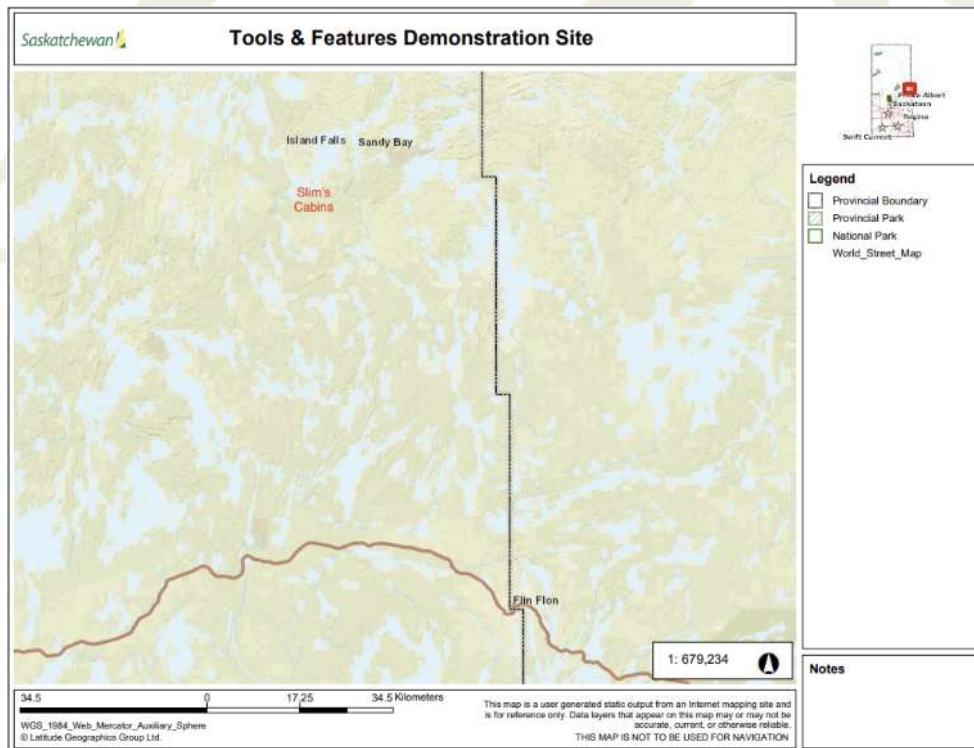 Saskatchewan
Tools & Features Demonstration Site
Island Falls
Sandy Bay
Slim's
Cabins
Flin Flon
1: 679,234
Prince Albert
Saskatoon
Regina
Swift Current
Legend
Provincial Boundary
Provincial Park
National Park
World_Street_Map
Notes
34.5
0
17.25
34.5 Kilometers
WGS_1984_Web_Mercator_Auxiliary_Sphere
© Latitude Geographics Group Ltd.
This map is a user generated static output from an Internet mapping site and
is for reference only. Data layers that appear on this map may or may not be
accurate, current, or otherwise reliable.
THIS MAP IS NOT TO BE USED FOR NAVIGATION